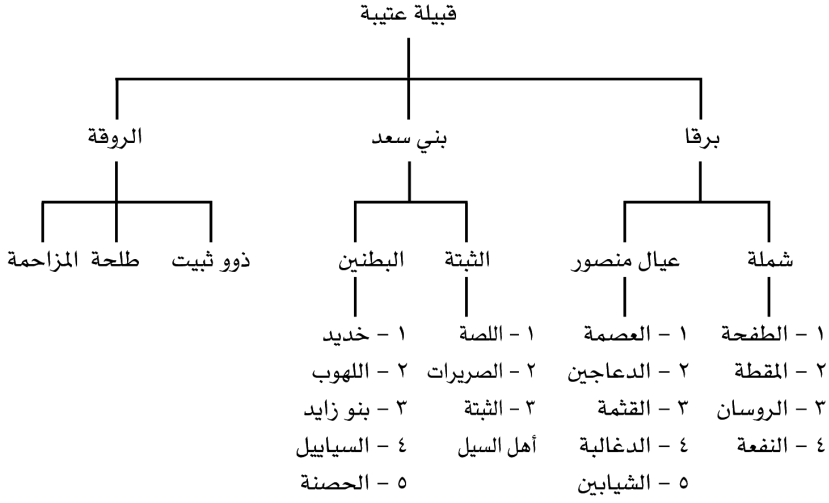 قبيلة عتيبة
برقا
بني سعد
الروقة
شملة
عيال منصور
الثبتة
البطنين
ذوو ثبيت
طلحة
المزاحمة
١ - الطفحة
٢ - المقطة
٣ - الروسان
٤ - النفعة
١ - العصمة
٢ - الدعاجين
٣ - القثمة
٤ - الدغالبة
٥ - الشيابين
١ - اللصة
٢ - الصريرات
٣ - الثبتة
أهل السيل
١ - خديد
٢ - اللهوب
٣ - بنو زايد
٤ - السياييل
٥ - الحصنة